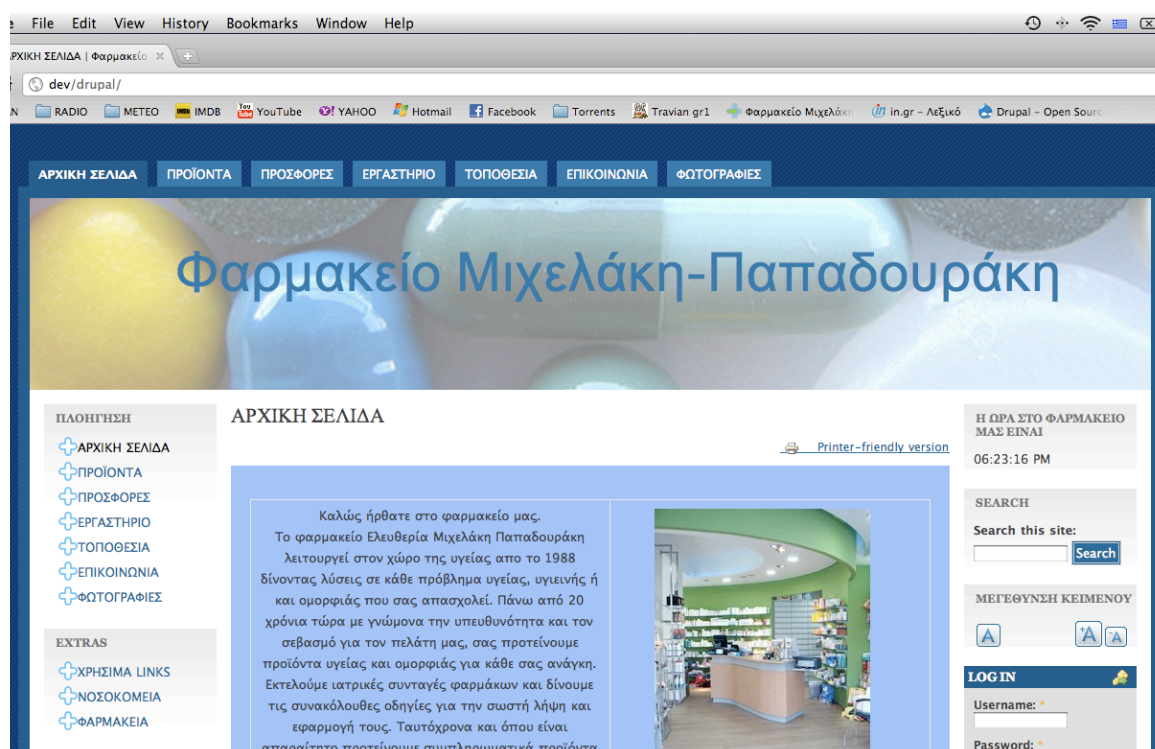 File Edit View History Bookmarks Window Help
ΑΡΧΙΚΗ ΣΕΛΙΔΑ | Φαρμακείο
dev/drupal/
RADIO METEO IMDB YouTube YAHOO Hotmail Facebook Torrents Travian gr1 Φαρμακείο Μιχελάκη in.gr – Λεξικό Drupal – Open Sourc
ΑΡΧΙΚΗ ΣΕΛΙΔΑ ΠΡΟΪΟΝΤΑ ΠΡΟΣΦΟΡΕΣ ΕΡΓΑΣΤΗΡΙΟ ΤΟΠΟΘΕΣΙΑ ΕΠΙΚΟΙΝΩΝΙΑ ΦΩΤΟΓΡΑΦΙΕΣ
Φαρμακείο Μιχελάκη-Παπαδουράκη
ΠΛΟΗΓΗΣΗ
ΑΡΧΙΚΗ ΣΕΛΙΔΑ
ΠΡΟΪΟΝΤΑ
ΠΡΟΣΦΟΡΕΣ
ΕΡΓΑΣΤΗΡΙΟ
ΤΟΠΟΘΕΣΙΑ
ΕΠΙΚΟΙΝΩΝΙΑ
ΦΩΤΟΓΡΑΦΙΕΣ
EXTRAS
ΧΡΗΣΙΜΑ LINKS
ΝΟΣΟΚΟΜΕΙΑ
ΦΑΡΜΑΚΕΙΑ
ΑΡΧΙΚΗ ΣΕΛΙΔΑ
Printer-friendly version
Καλώς ήρθατε στο φαρμακείο μας.
Το φαρμακείο Ελευθερία Μιχελάκη Παπαδουράκη
λειτουργεί στον χώρο της υγείας απο το 1988
δίνοντας λύσεις σε κάθε πρόβλημα υγείας, υγιεινής ή
και ομορφιάς που σας απασχολεί. Πάνω από 20
χρόνια τώρα με γνώμονα την υπευθυνότητα και τον
σεβασμό για τον πελάτη μας, σας προτείνουμε
προϊόντα υγείας και ομορφιάς για κάθε σας ανάγκη.
Εκτελούμε ιατρικές συνταγές φαρμάκων και δίνουμε
τις συνακόλουθες οδηγίες για την σωστή λήψη και
εφαρμογή τους. Ταυτόχρονα και όπου είναι
απαραίτητο προτείνουμε συμπληρωματικά προϊόντα
Η ΩΡΑ ΣΤΟ ΦΑΡΜΑΚΕΙΟ
ΜΑΣ ΕΙΝΑΙ
06:23:16 PM
SEARCH
Search this site:
Search
ΜΕΓΕΘΥΝΣΗ ΚΕΙΜΕΝΟΥ
A +A -A
LOG IN
Username: *
Password: *